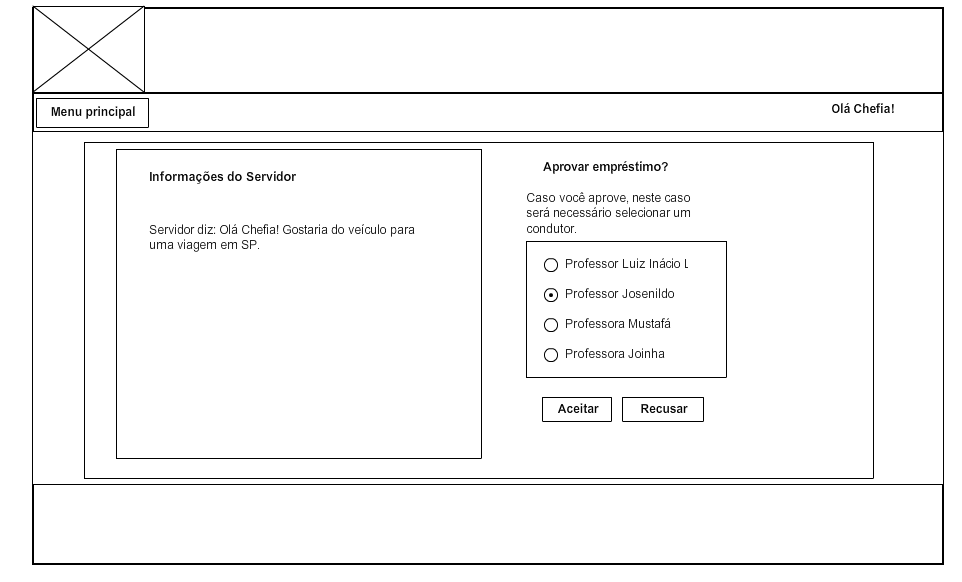 Menu principal
Olá Chefia!
Informações do Servidor
Servidor diz: Olá Chefia! Gostaria do veículo para
uma viagem em SP.
Aprovar empréstimo?
Caso você aprove, neste caso
será necessário selecionar um
condutor.
Professor Luiz Inácio L
Professor Josenildo
Professora Mustafá
Professora Joinha
Aceitar
Recusar